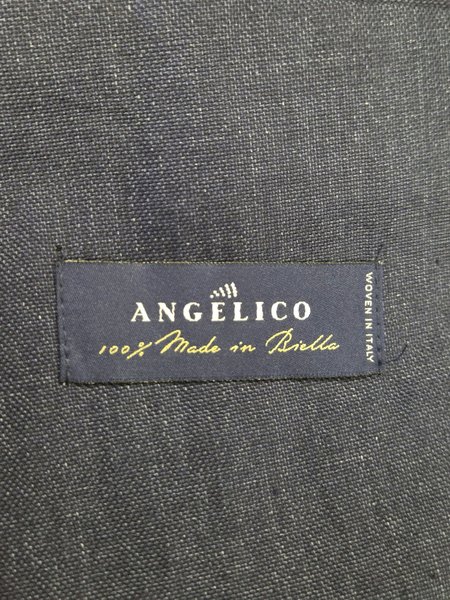 ANGELICO
100% Made in Biella
WOVEN IN ITALY